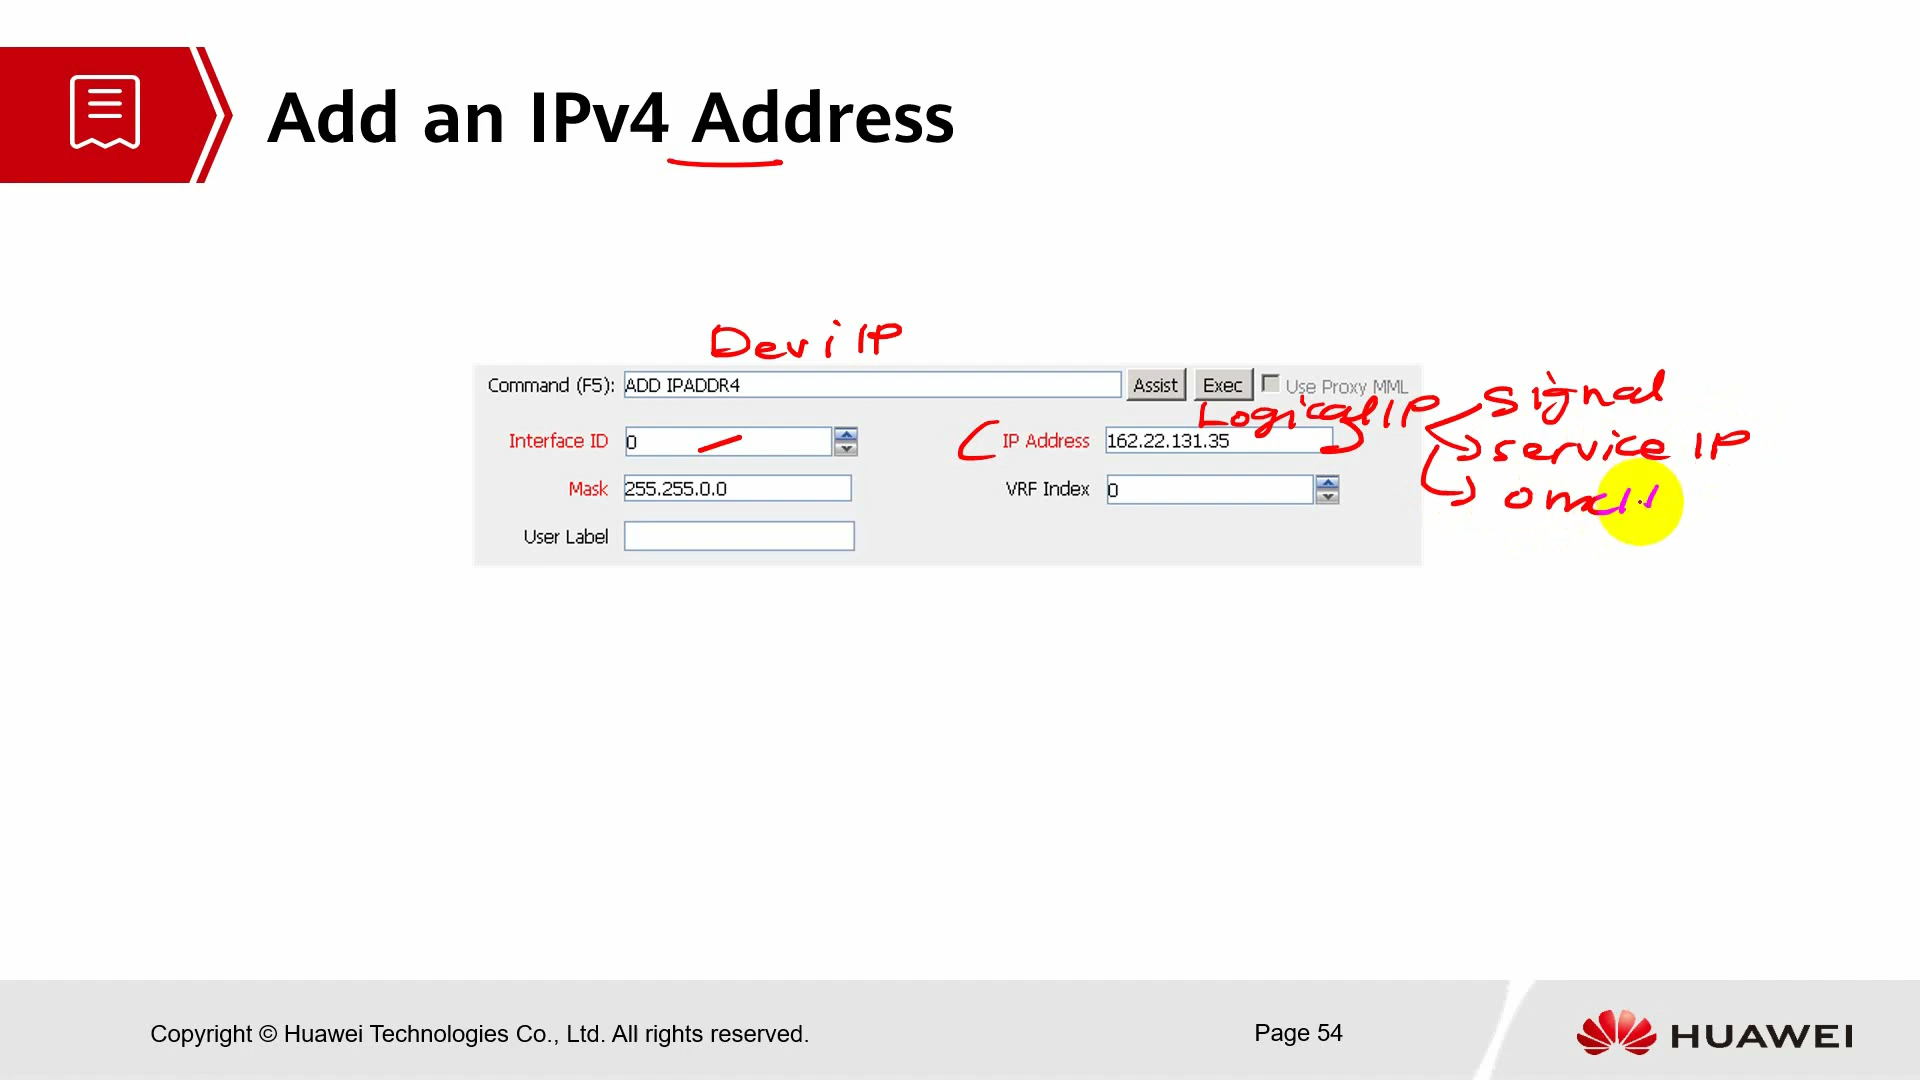 Add an IPv4 Address
Devi IP
Command (F5): ADD IPADDR4 Assist Exec Use Proxy MML
Logical IP
Signal
Interface ID 0 IP Address 162.22.131.35
service IP
Mask 255.255.0.0 VRF Index 0
User Label
Copyright © Huawei Technologies Co., Ltd. All rights reserved.
Page 54
HUAWEI